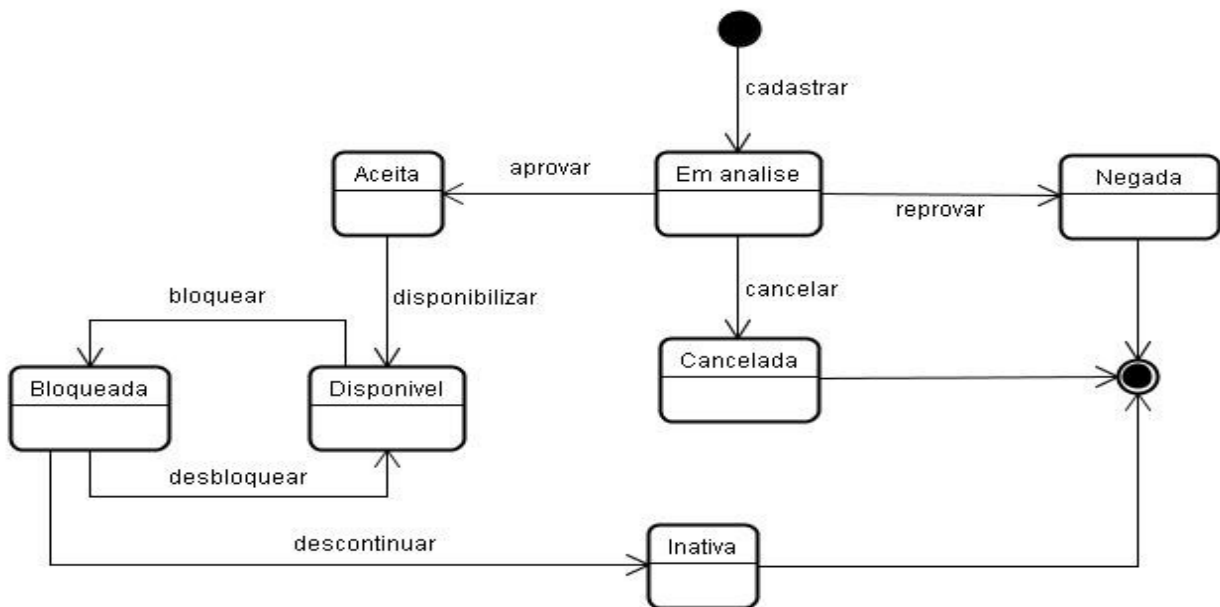 cadastrar
Aceita
aprovar
Em analise
Negada
reprovar
bloquear
disponibilizar
cancelar
Bloqueada
Disponivel
Cancelada
desbloquear
descontinuar
Inativa